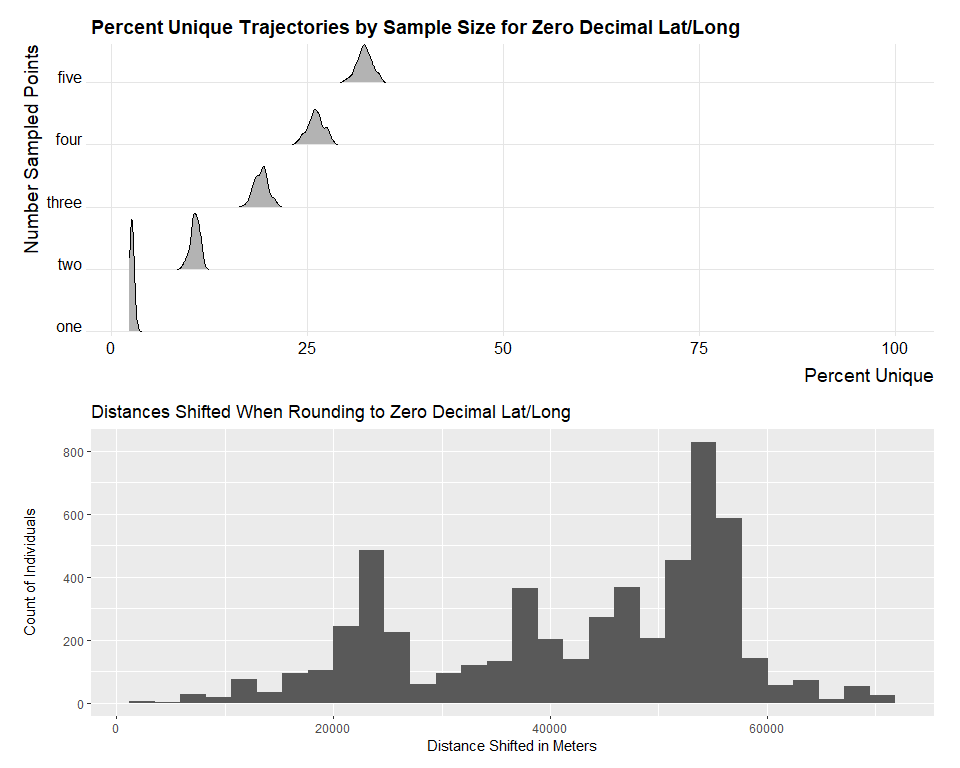 Percent Unique Trajectories by Sample Size for Zero Decimal Lat/Long
Number Sampled Points
five
four
three
two
one
0 25 50 75 100
Percent Unique
Distances Shifted When Rounding to Zero Decimal Lat/Long
Count of Individuals
800
600
400
200
0
0 20000 40000 60000
Distance Shifted in Meters